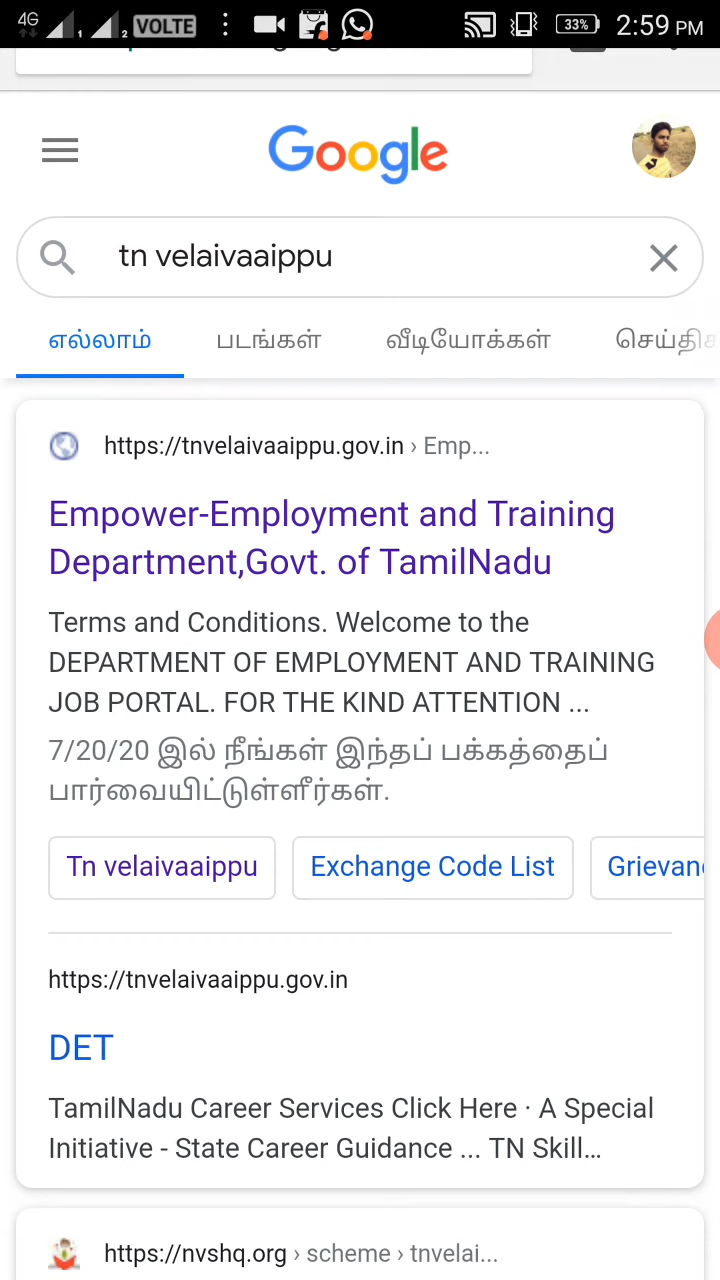 4G 1 2 VOLTE 33% 2:59 PM
Google
tn velaivaaippu
எல்லாம் படங்கள் வீடியோக்கள்
https://tnvelaivaaippu.gov.in › Emp...
Empower-Employment and Training
Department,Govt. of TamilNadu
Terms and Conditions. Welcome to the
DEPARTMENT OF EMPLOYMENT AND TRAINING
JOB PORTAL. FOR THE KIND ATTENTION ...
7/20/20 இல் நீங்கள் இந்தப் பக்கத்தைப்
பார்வையிட்டுள்ளீர்கள்.
Tn velaivaaippu Exchange Code List
https://tnvelaivaaippu.gov.in
DET
TamilNadu Career Services Click Here · A Special
Initiative - State Career Guidance ... TN Skill...
https://nvshq.org › scheme › tnvelai...